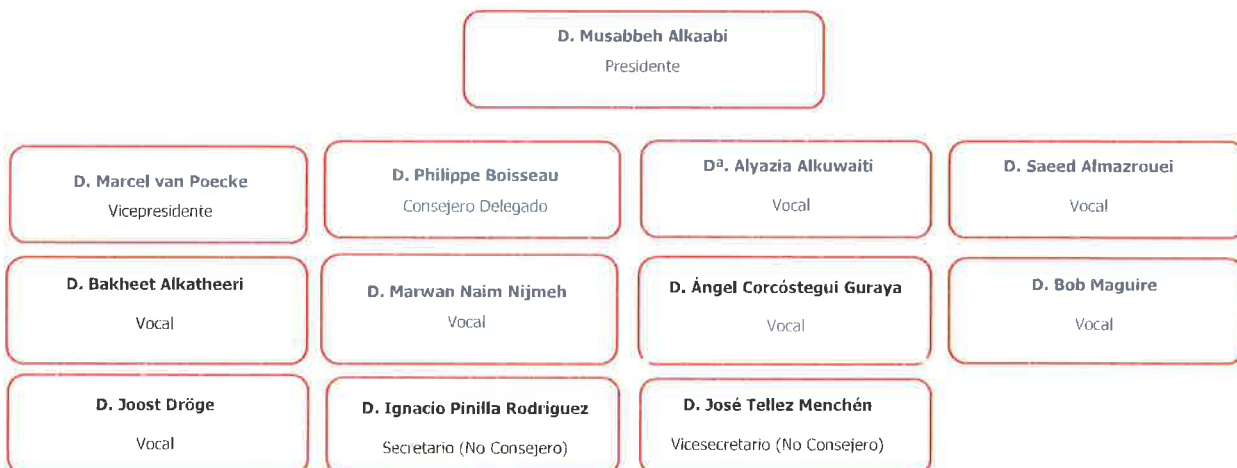 D. Musabbeh Alkaabi
Presidente
D. Marcel van Poecke
Vicepresidente
D. Philippe Boisseau
Consejero Delegado
Dª. Alyazia Alkuwaiti
Vocal
D. Saeed Almazrouei
Vocal
D. Bakheet Alkatheeri
Vocal
D. Marwan Naim Nijmeh
Vocal
D. Ángel Corcóstegui Guraya
Vocal
D. Bob Maguire
Vocal
D. Joost Dröge
Vocal
D. Ignacio Pinilla Rodríguez
Secretario (No Consejero)
D. José Tellez Menchén
Vicesecretario (No Consejero)